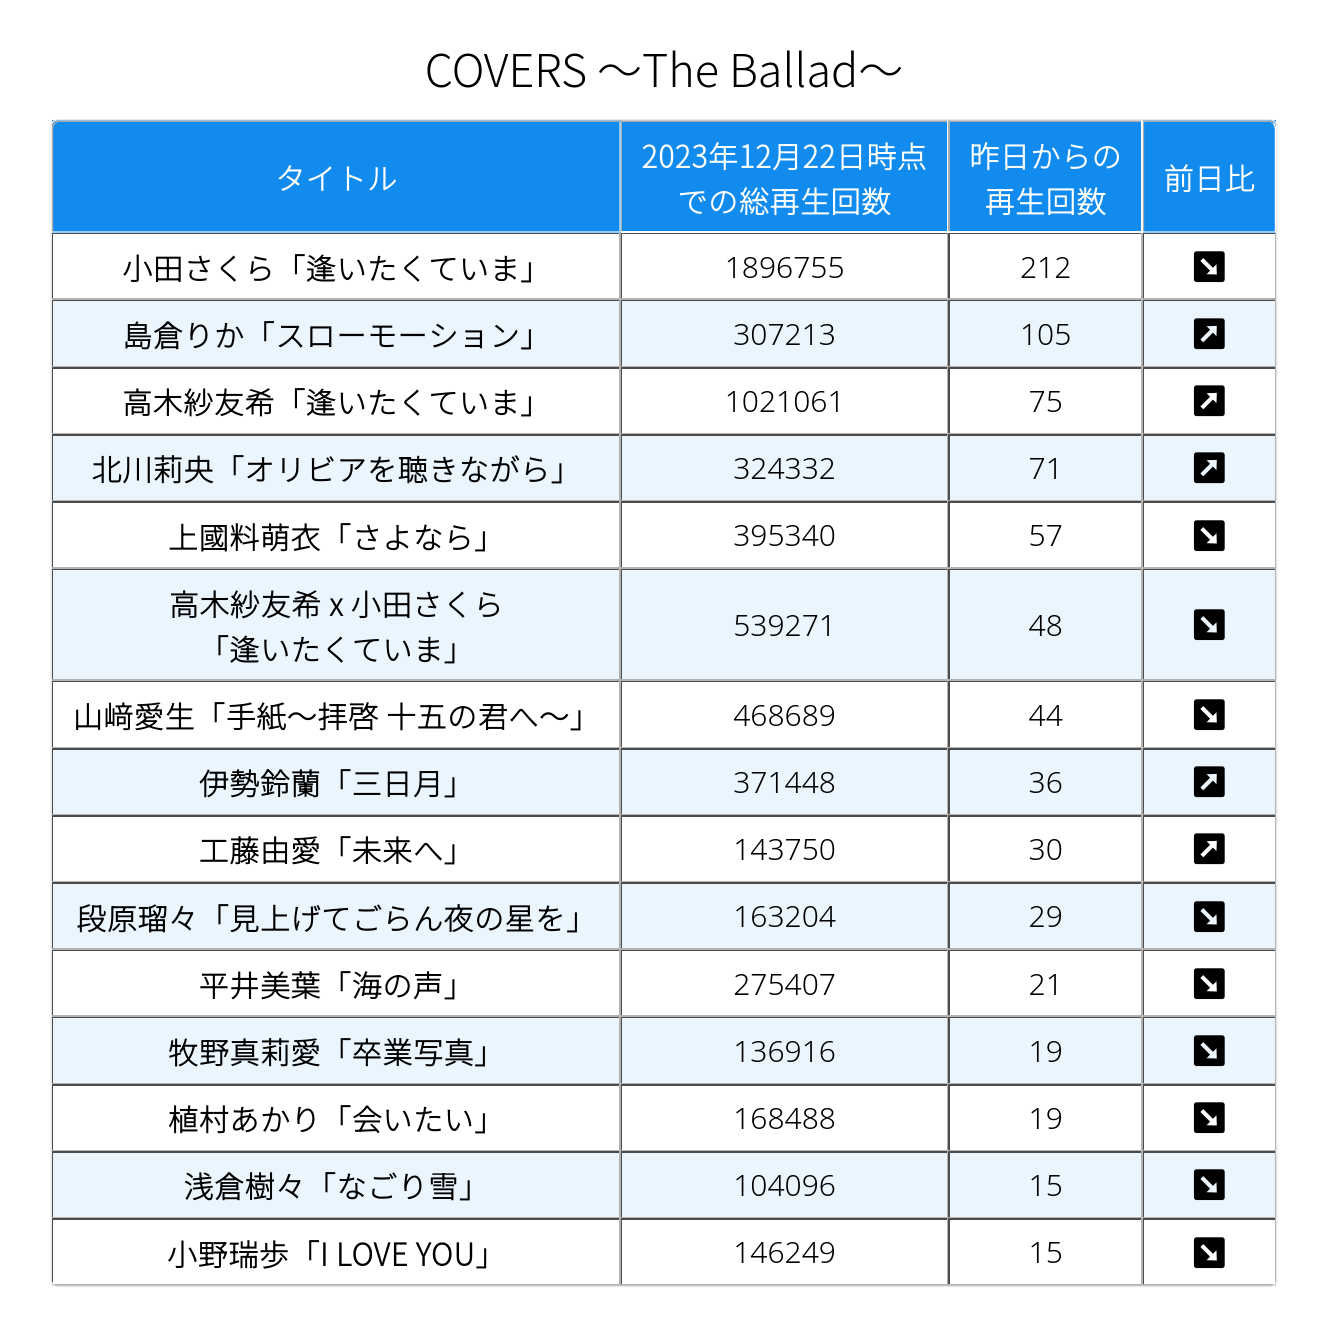 COVERS ～The Ballad～
タイトル
2023年12月22日時点
での総再生回数
昨日からの
再生回数
前日比
小田さくら「逢いたくていま」 1896755 212 ↘
島倉りか「スローモーション」 307213 105 ↗
高木紗友希「逢いたくていま」 1021061 75 ↗
北川莉央「オリビアを聴きながら」 324332 71 ↗
上國料萌衣「さよなら」 395340 57 ↘
高木紗友希 x 小田さくら
「逢いたくていま」 539271 48 ↘
山﨑愛生「手紙～拝啓 十五の君へ～」 468689 44 ↘
伊勢鈴蘭「三日月」 371448 36 ↗
工藤由愛「未来へ」 143750 30 ↗
段原瑠々「見上げてごらん夜の星を」 163204 29 ↘
平井美葉「海の声」 275407 21 ↘
牧野真莉愛「卒業写真」 136916 19 ↘
植村あかり「会いたい」 168488 19 ↘
浅倉樹々「なごり雪」 104096 15 ↘
小野瑞歩「I LOVE YOU」 146249 15 ↘